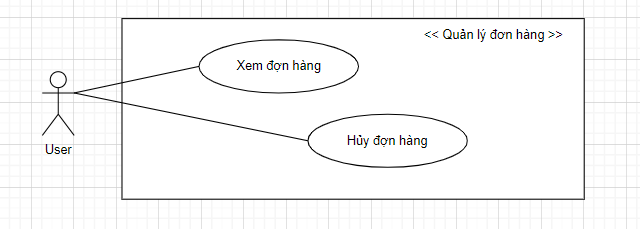 << Quản lý đơn hàng >>
Xem đơn hàng
Hủy đơn hàng
User